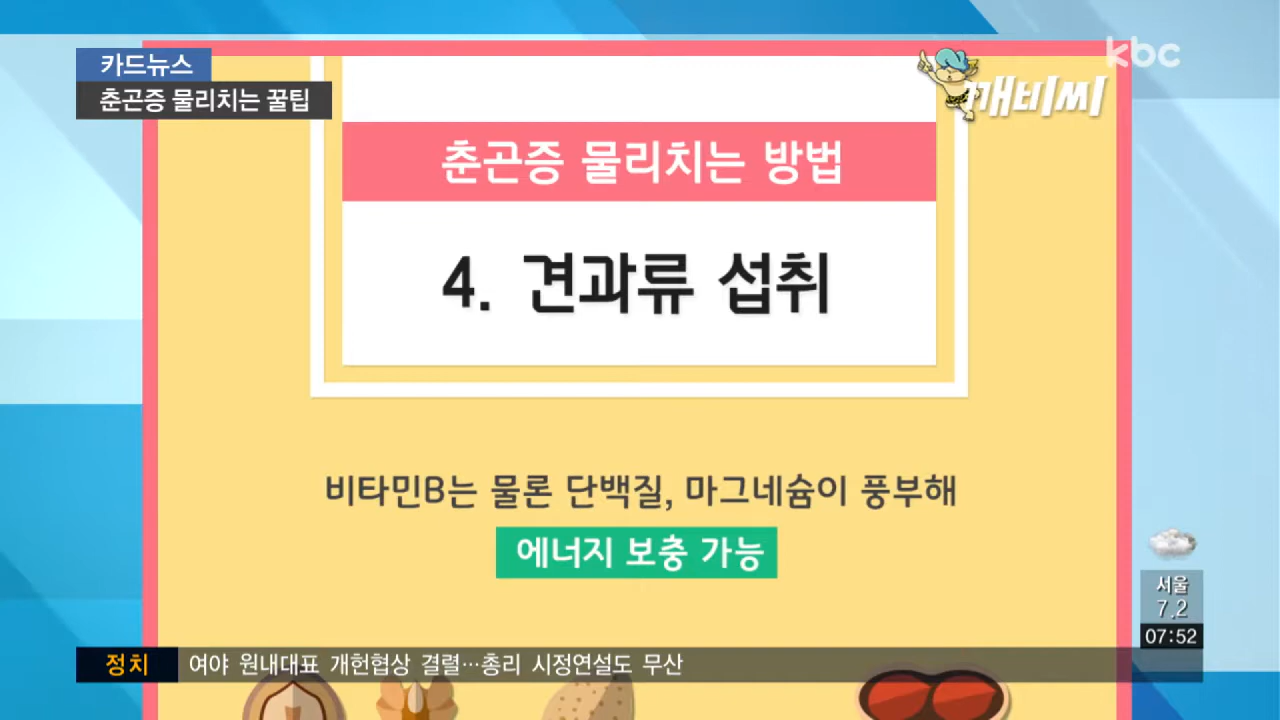 카드뉴스
춘곤증 물리치는 꿀팁
kbc
깨비씨
춘곤증 물리치는 방법
4. 견과류 섭취
비타민B는 물론 단백질, 마그네슘이 풍부해
에너지 보충 가능
서울
7.2
07:52
정치 여야 원내대표 개헌협상 결렬…총리 시정연설도 무산